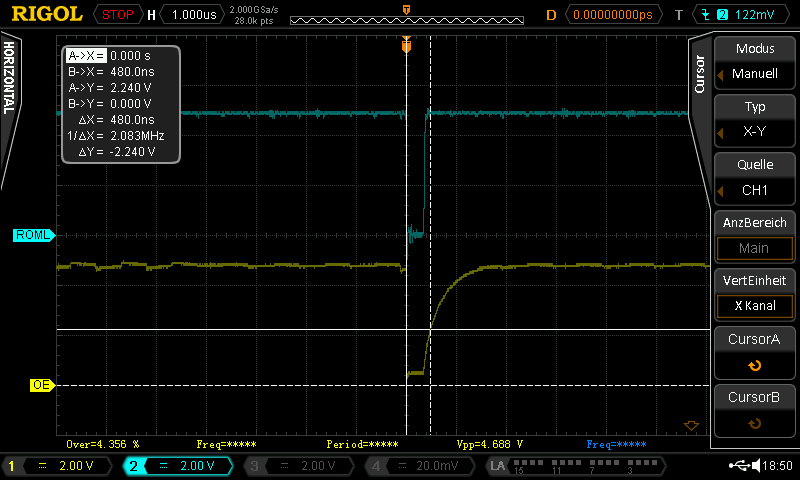 RIGOL STOP H 1.000us 2.000GSa/s D 0.00000000ps T 2 122mV
28.0k pts
HORIZONTAL
A->X = 0.000 s
B->X = 480.0ns
A->Y = 2.240 V
B->Y = 0.000 V
ΔX = 480.0ns
1/ΔX = 2.083MHz
ΔY = -2.240 V
ROML
OE
T
Cursor
Modus
Manuell
Typ
X-Y
Quelle
CH1
AnzBereich
Main
VertEinheit
X Kanal
CursorA
CursorB
Over=4.356 % Freq=***** Period=***** Vpp=4.688 V Freq=*****
1 = 2.00 V 2 = 2.00 V 3 = 2.00 V 4 = 20.0mV LA 15 11 7 3 18:50